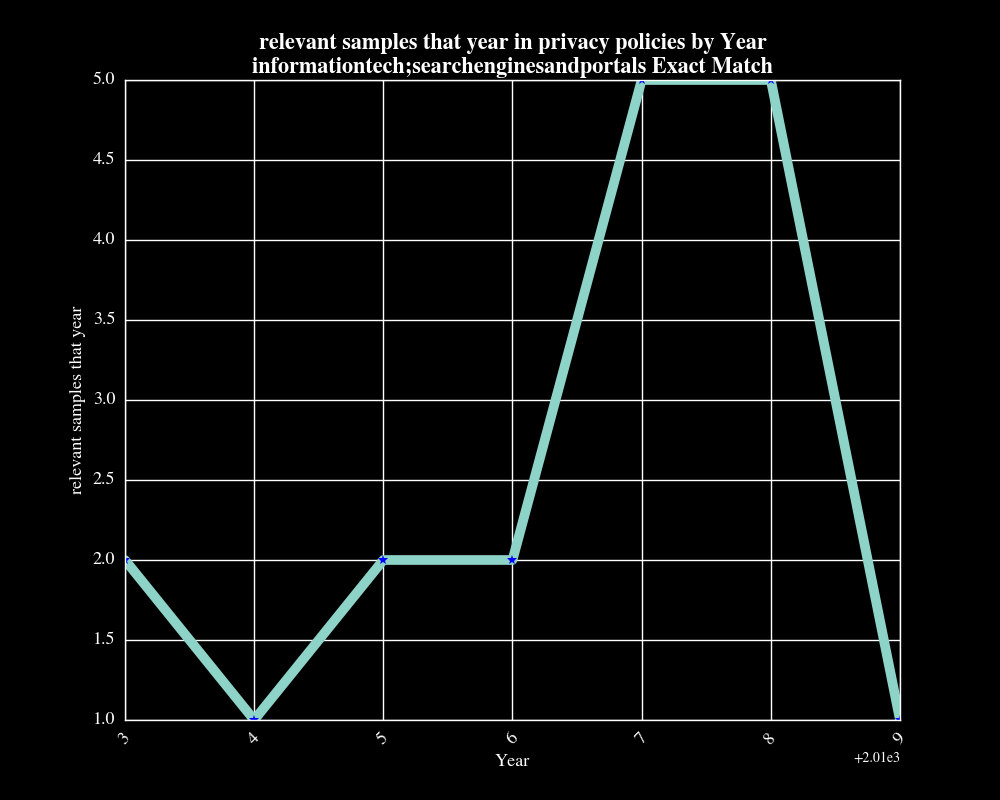 relevant samples that year in privacy policies by Year
informationtech;searchenginesandportals Exact Match
5.0
4.5
4.0
3.5
3.0
2.5
2.0
1.5
1.0
relevant samples that year
3 4 5 6 7 8 9
Year
+2.01e3